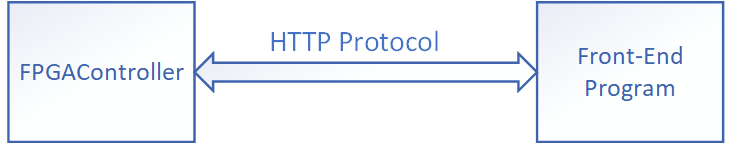 HTTP Protocol
FPGAController
Front-End
Program